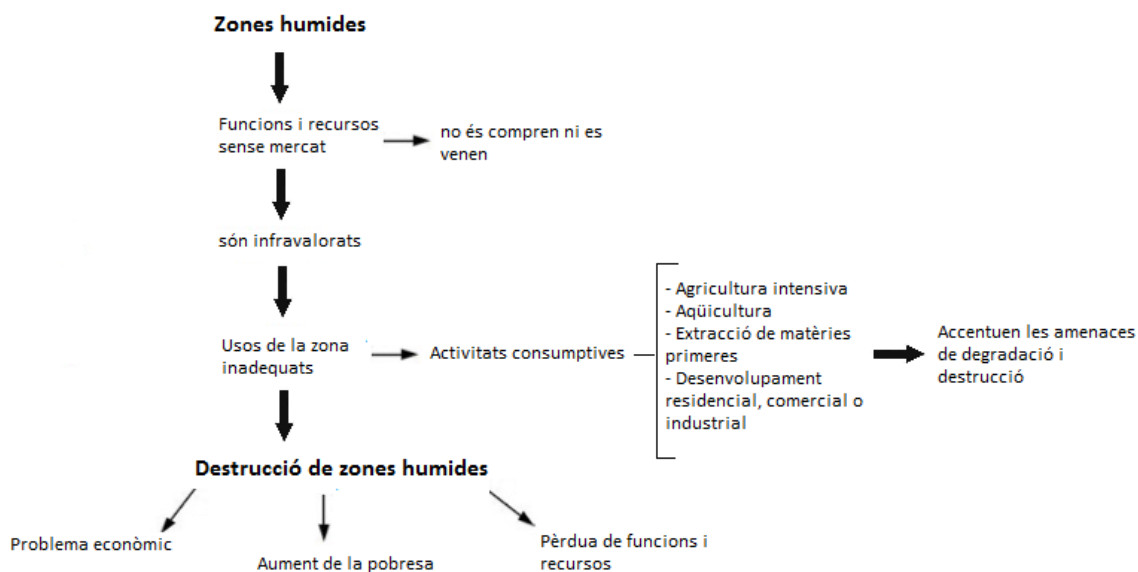 Zones humides
Funcions i recursos
sense mercat
no és compren ni es
venen
són infravalorats
Usos de la zona
inadequats
Activitats consumptives
- Agricultura intensiva
- Aqüicultura
- Extracció de matèries
primeres
- Desenvolupament
residencial, comercial o
industrial
Accentuen les amenaces
de degradació i
destrucció
Destrucció de zones humides
Problema econòmic
Aument de la pobresa
Pèrdua de funcions i
recursos